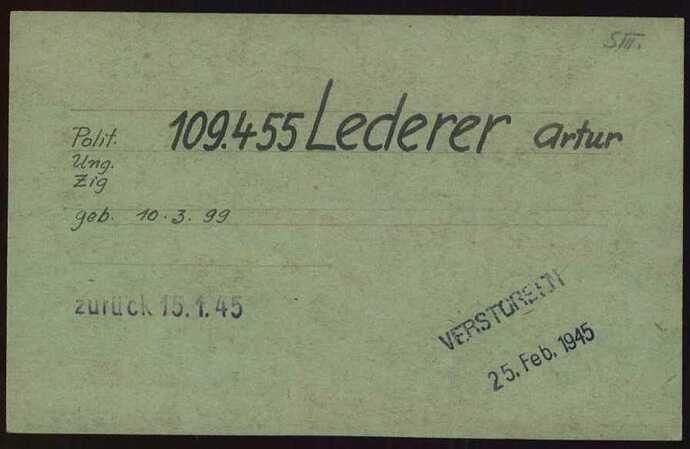 SIII.
Polit. 109.455 Lederer Artur
Ung.
Zig
geb. 10.3.99
zurück 15.1.45
VERSTORBEN
25. Feb. 1945